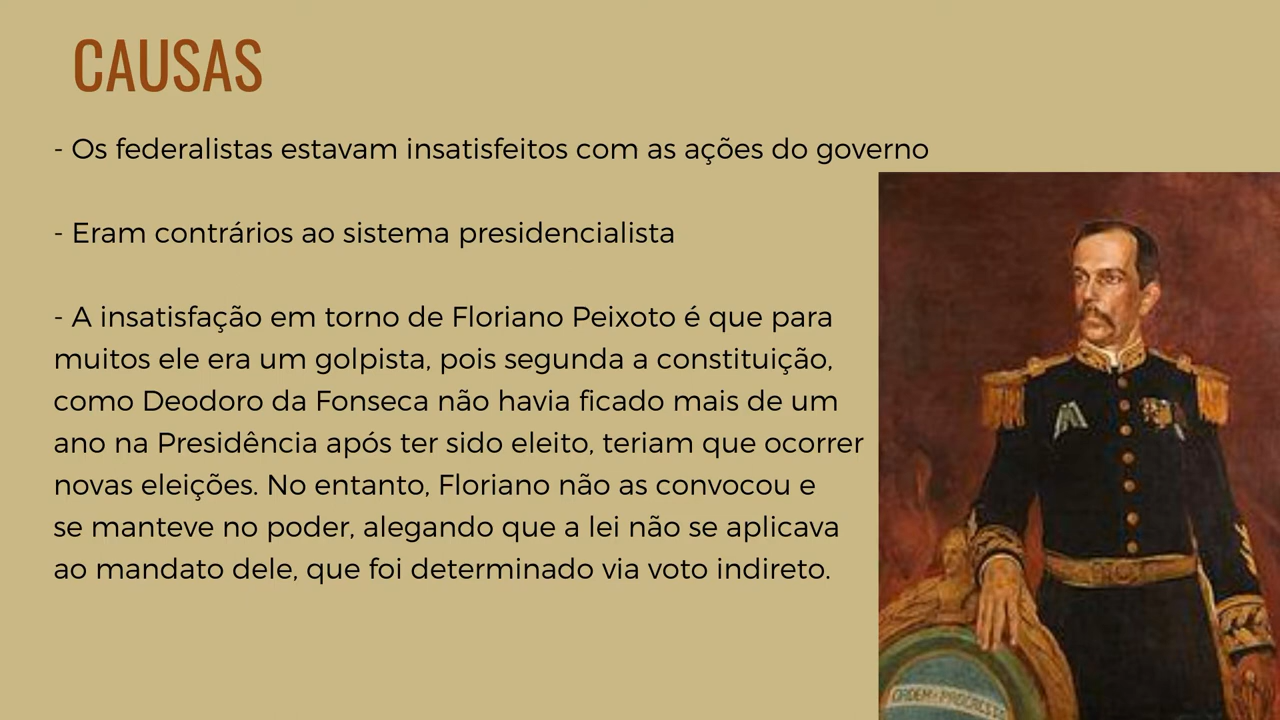 CAUSAS
- Os federalistas estavam insatisfeitos com as ações do governo
- Eram contrários ao sistema presidencialista
- A insatisfação em torno de Floriano Peixoto é que para
muitos ele era um golpista, pois segunda a constituição,
como Deodoro da Fonseca não havia ficado mais de um
ano na Presidência após ter sido eleito, teriam que ocorrer
novas eleições. No entanto, Floriano não as convocou e
se manteve no poder, alegando que a lei não se aplicava
ao mandato dele, que foi determinado via voto indireto.
ORDEM E PROGRESSO